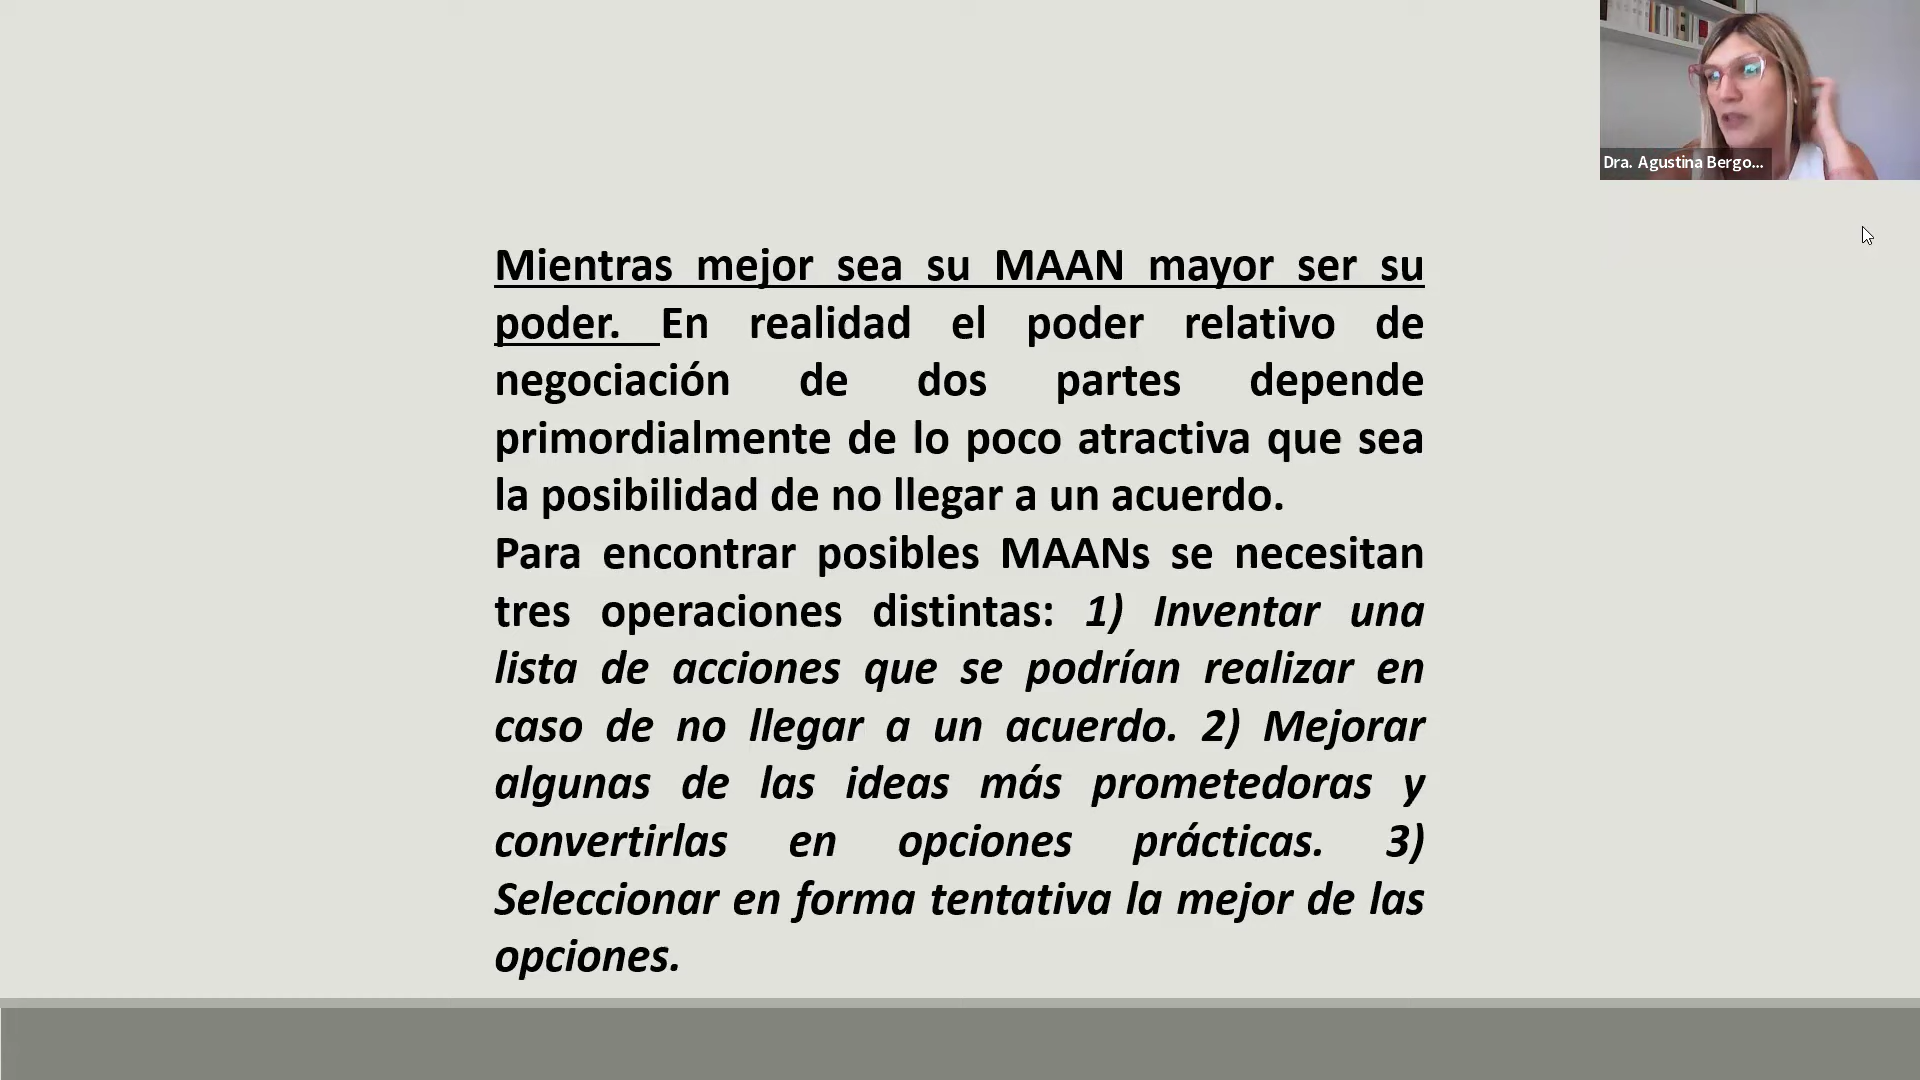 Dra. Agustina Bergo...
Mientras mejor sea su MAAN mayor ser su
poder. En realidad el poder relativo de
negociación de dos partes depende
primordialmente de lo poco atractiva que sea
la posibilidad de no llegar a un acuerdo.
Para encontrar posibles MAANs se necesitan
tres operaciones distintas: 1) Inventar una
lista de acciones que se podrían realizar en
caso de no llegar a un acuerdo. 2) Mejorar
algunas de las ideas más prometedoras y
convertirlas en opciones prácticas. 3)
Seleccionar en forma tentativa la mejor de las
opciones.